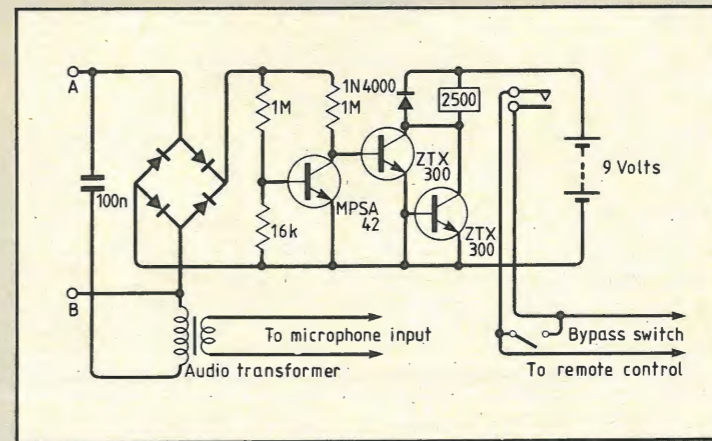 A
100n
B
1M
16k
1N4000
1M
MPSA
42
ZTX
300
2500
ZTX
300
9 Volts
To microphone input
Audio transformer
Bypass switch
To remote control